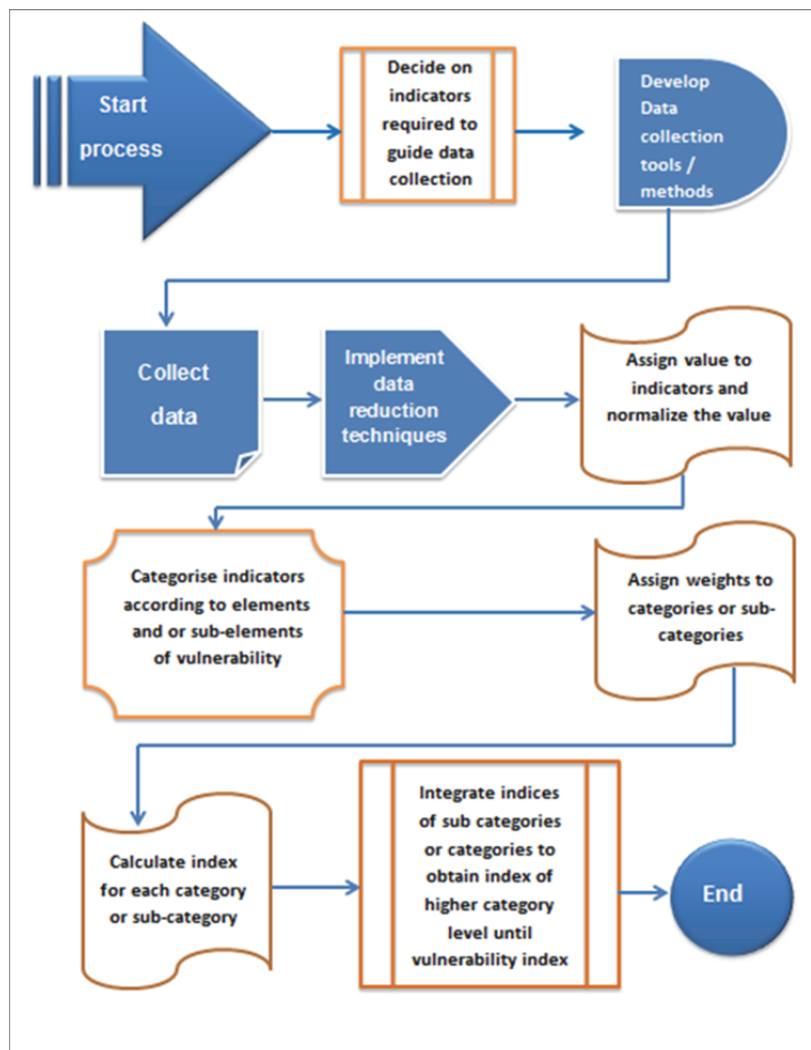 Start
process
Decide on
indicators
required to
guide data
collection
Develop
Data
collection
tools /
methods
Collect
data
Implement
data
reduction
techniques
Assign value to
indicators and
normalize the value
Categorise indicators
according to elements
and or sub-elements
of vulnerability
Assign weights to
categories or sub-
categories
Calculate index
for each category
or sub-category
Integrate indices
of sub categories
or categories to
obtain index of
higher category
level until
vulnerability index
End